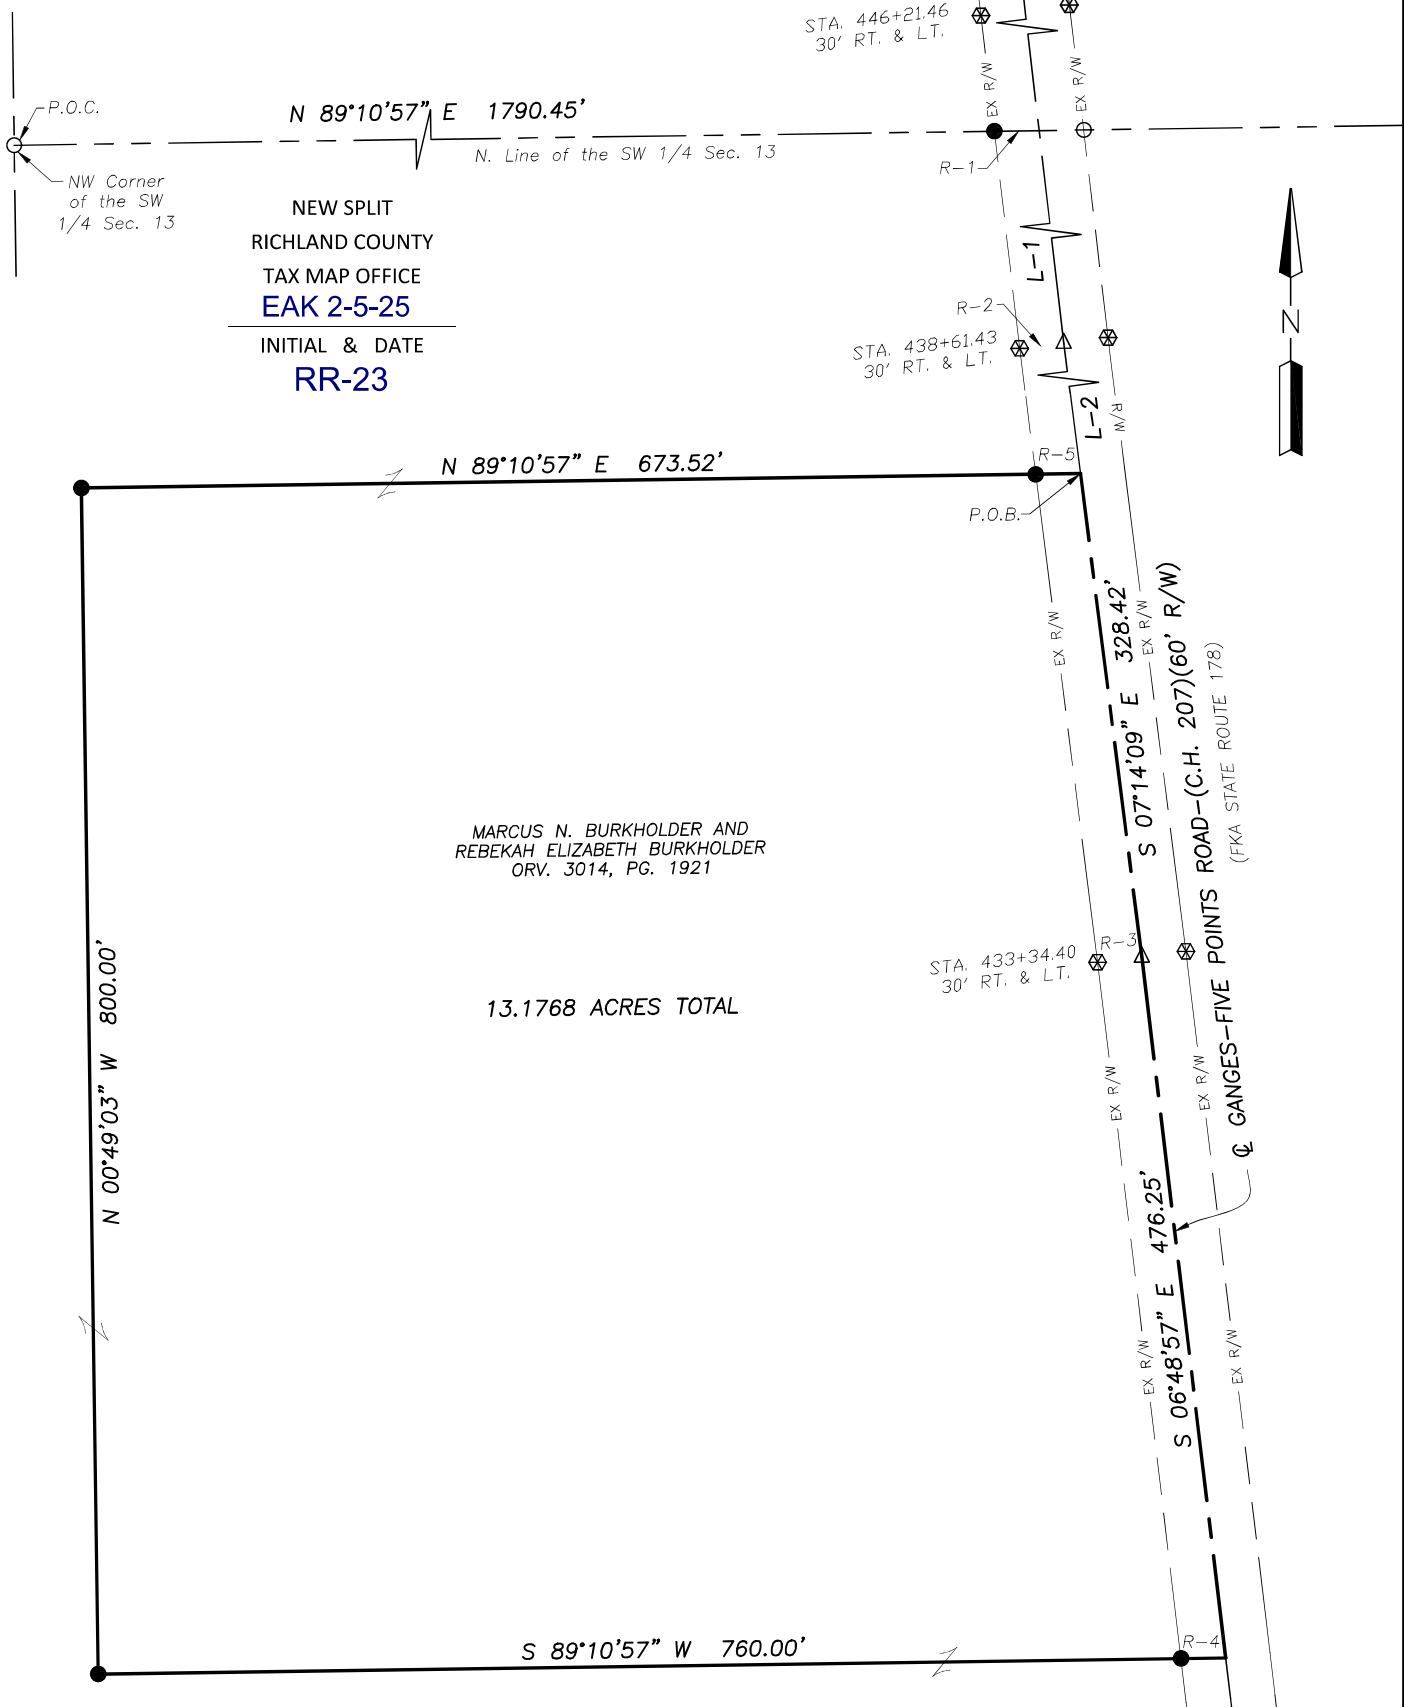 STA. 446+21.46
30' RT. & LT.
EX R/W
EX R/W
P.O.C.
N 89°10'57" E 1790.45'
N. Line of the SW 1/4 Sec. 13
R-1
NW Corner
of the SW
1/4 Sec. 13
NEW SPLIT
RICHLAND COUNTY
TAX MAP OFFICE
EAK 2-5-25
INITIAL & DATE
RR-23
L-1
R-2
STA. 438+61.43
30' RT. & LT.
N
L-2
R/W
N 89°10'57" E 673.52'
R-5
P.O.B.
EX R/W
S 07°14'09" E 328.42'
EX R/W
GANGES-FIVE POINTS ROAD-(C.H. 207)(60' R/W)
(FKA STATE ROUTE 178)
MARCUS N. BURKHOLDER AND
REBEKAH ELIZABETH BURKHOLDER
ORV. 3014, PG. 1921
R-3
STA. 433+34.40
30' RT. & LT.
13.1768 ACRES TOTAL
N 00°49'03" W 800.00'
EX R/W
EX R/W
S 06°48'57" E 476.25'
EX R/W
EX R/W
S 89°10'57" W 760.00'
R-4